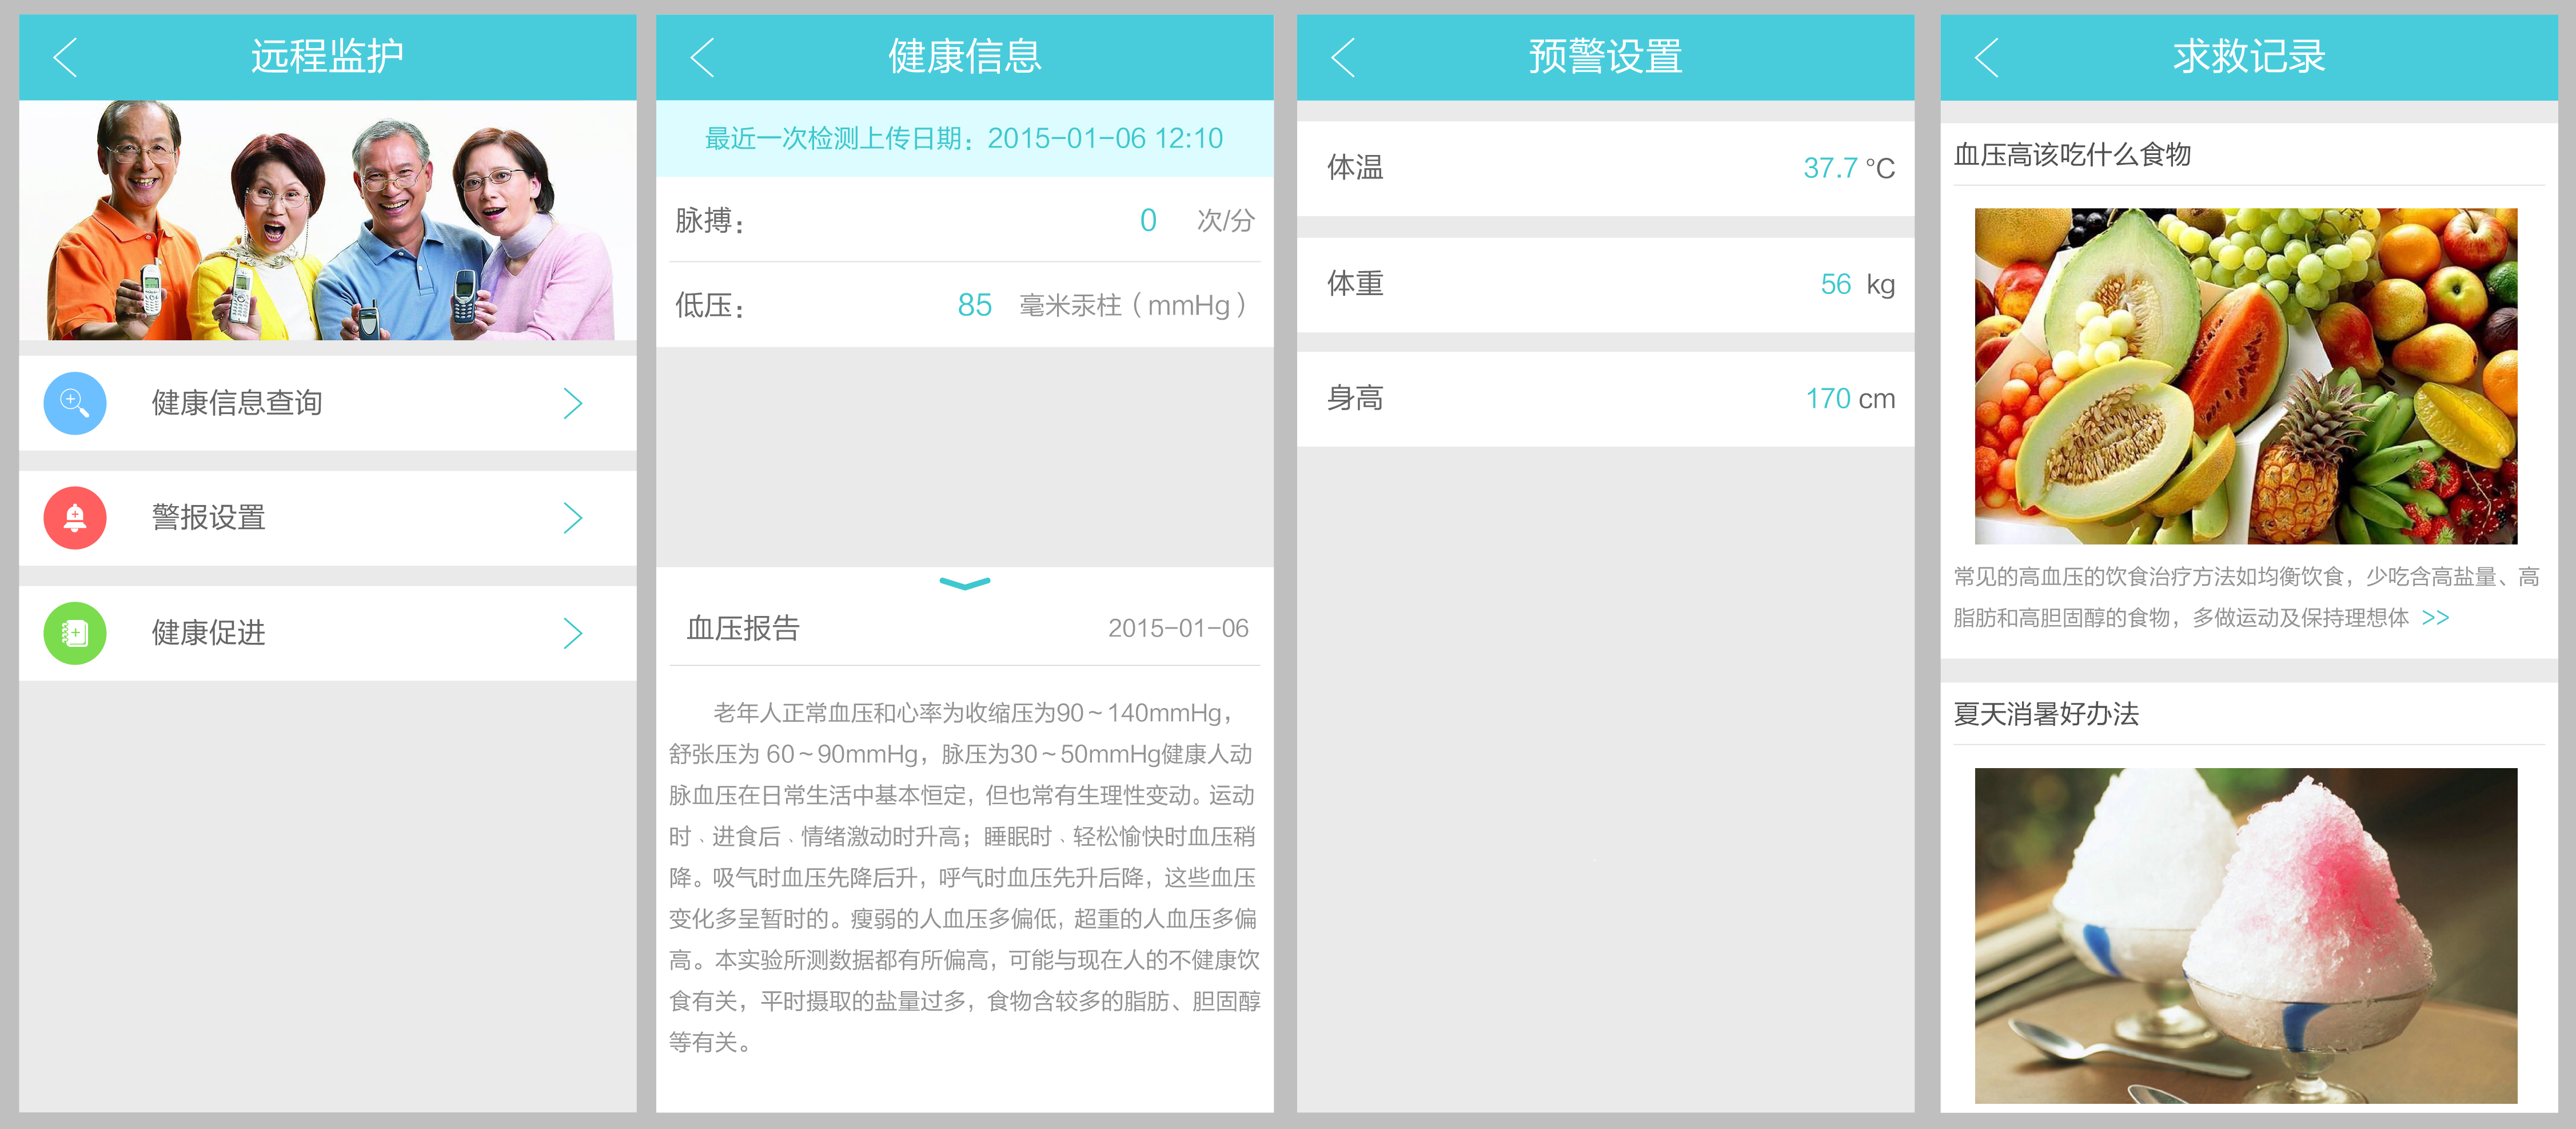 远程监护
健康信息查询
警报设置
健康促进
健康信息
最近一次检测上传日期：2015-01-06 12:10
脉搏： 0 次/分
低压： 85 毫米汞柱（mmHg）
血压报告 2015-01-06
老年人正常血压和心率为收缩压为90～140mmHg，
舒张压为 60～90mmHg，脉压为30～50mmHg健康人动
脉血压在日常生活中基本恒定，但也常有生理性变动。运动
时、进食后、情绪激动时升高；睡眠时、轻松愉快时血压稍
降。吸气时血压先降后升，呼气时血压先升后降，这些血压
变化多呈暂时的。瘦弱的人血压多偏低，超重的人血压多偏
高。本实验所测数据都有所偏高，可能与现在人的不健康饮
食有关，平时摄取的盐量过多，食物含较多的脂肪、胆固醇
等有关。
预警设置
体温 37.7 °C
体重 56 kg
身高 170 cm
求救记录
血压高该吃什么食物
常见的高血压的饮食治疗方法如均衡饮食，少吃含高盐量、高
脂肪和高胆固醇的食物，多做运动及保持理想体 >>
夏天消暑好办法